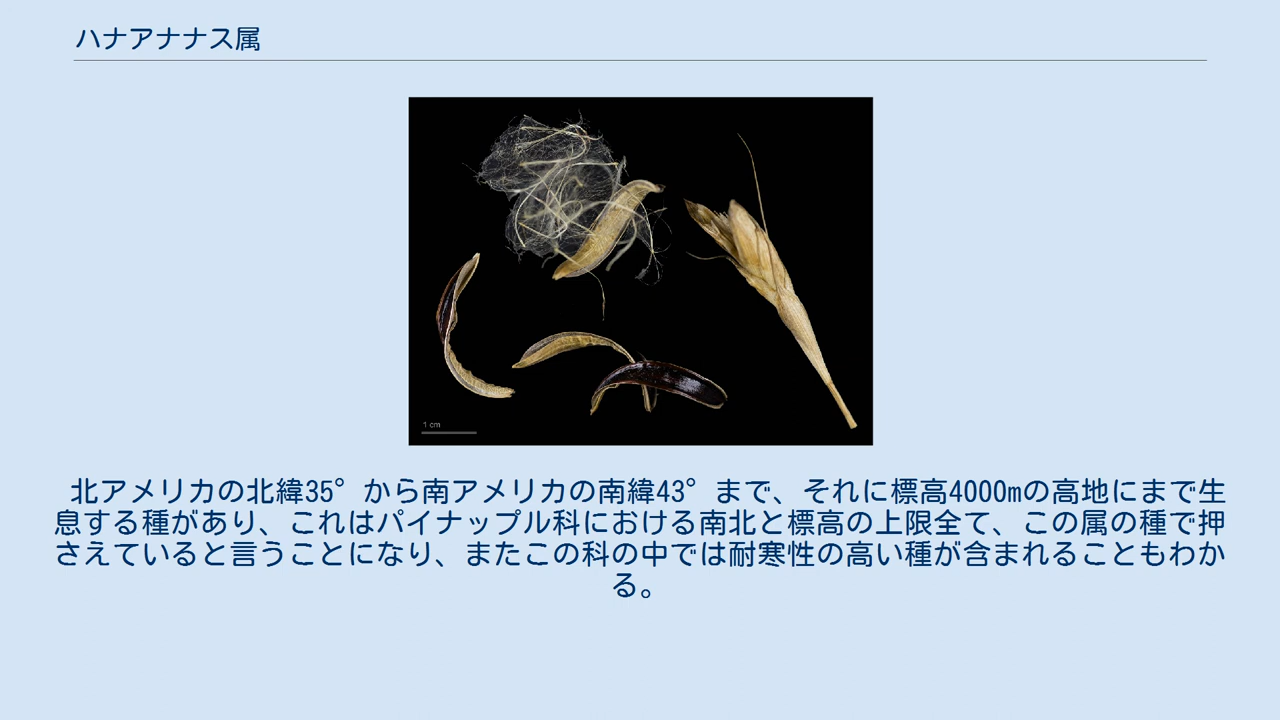 ハナアナナス属
1 cm
北アメリカの北緯35°から南アメリカの南緯43°まで、それに標高4000mの高地にまで生
息する種があり、これはパイナップル科における南北と標高の上限全て、この属の種で押
さえていると言うことになり、またこの科の中では耐寒性の高い種が含まれることもわか
る。